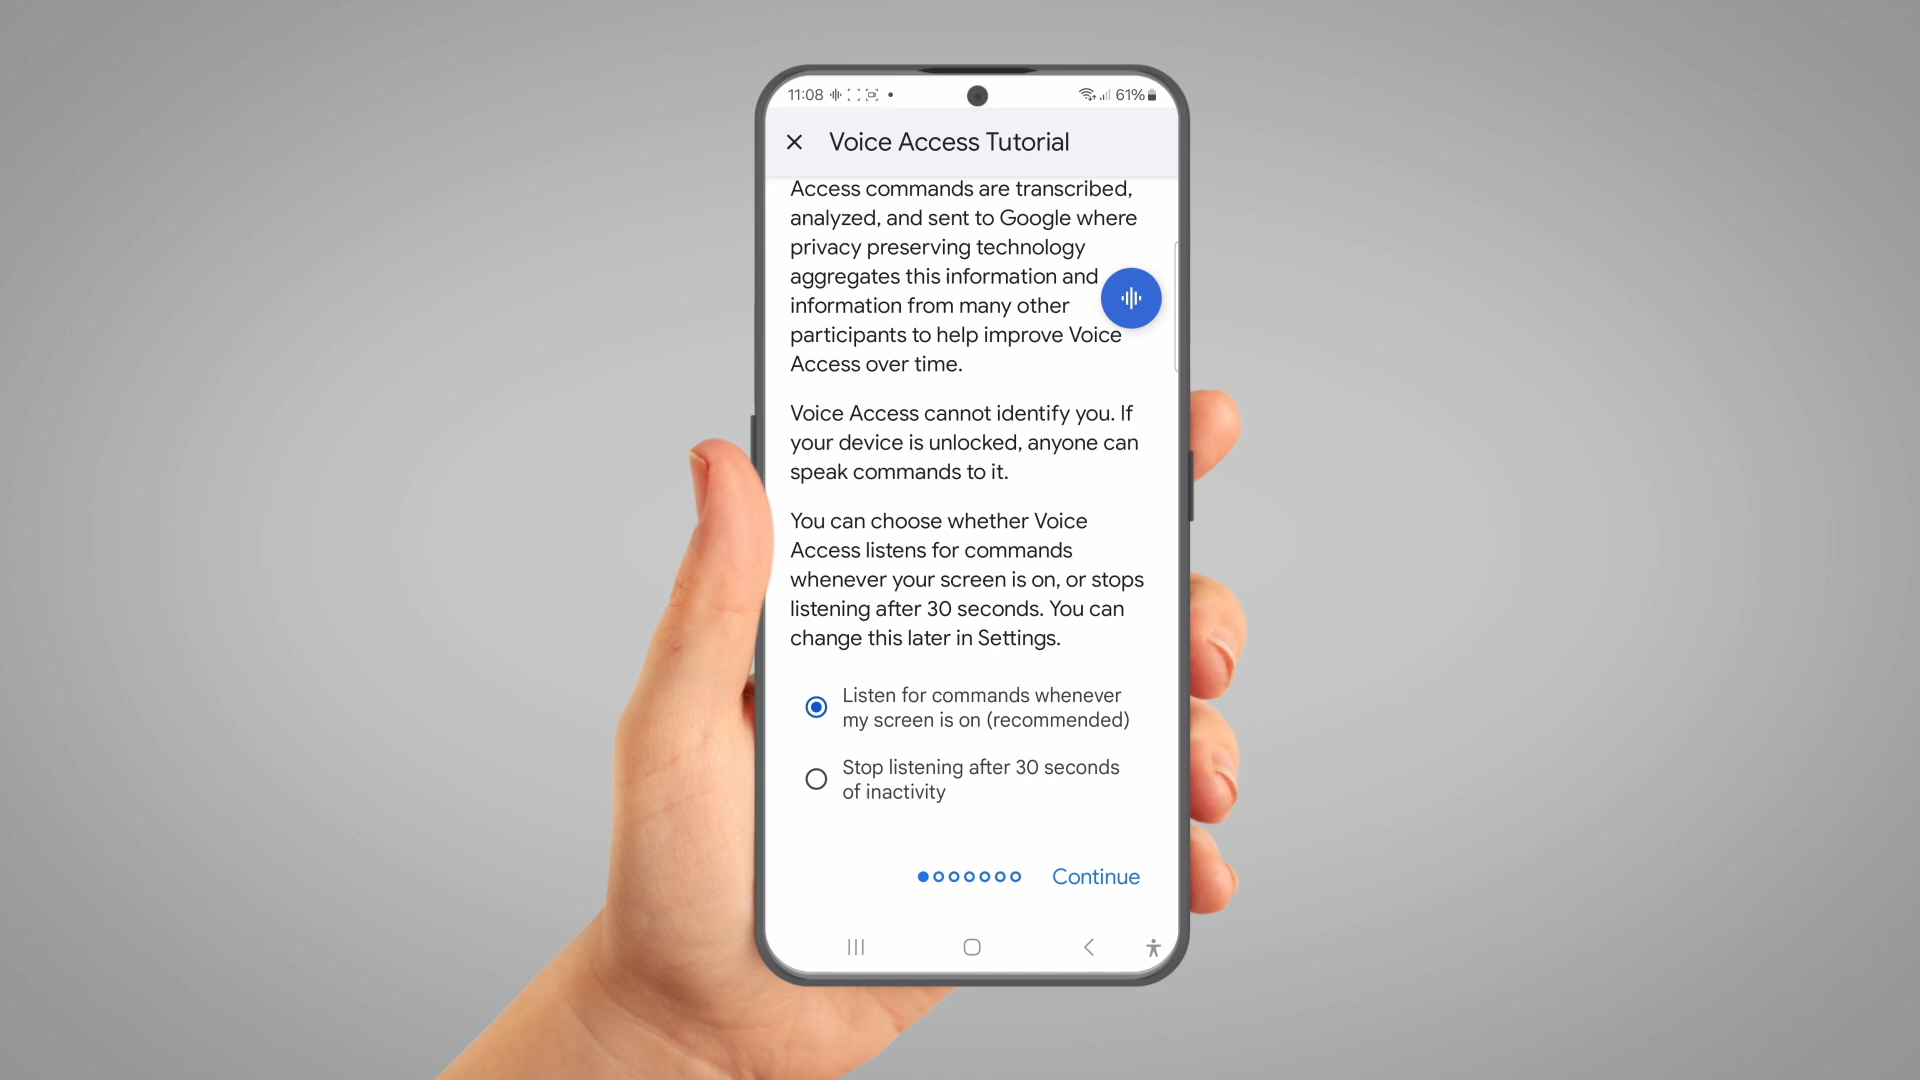 11:08
61%
Voice Access Tutorial
Access commands are transcribed,
analyzed, and sent to Google where
privacy preserving technology
aggregates this information and
information from many other
participants to help improve Voice
Access over time.
Voice Access cannot identify you. If
your device is unlocked, anyone can
speak commands to it.
You can choose whether Voice
Access listens for commands
whenever your screen is on, or stops
listening after 30 seconds. You can
change this later in Settings.
Listen for commands whenever
my screen is on (recommended)
Stop listening after 30 seconds
of inactivity
Continue